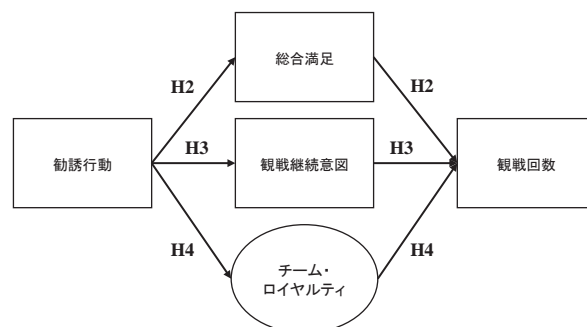 総合満足
H2
H2
勧誘行動
H3
観戦継続意図
H3
観戦回数
H4
H4
チーム・
ロイヤルティ